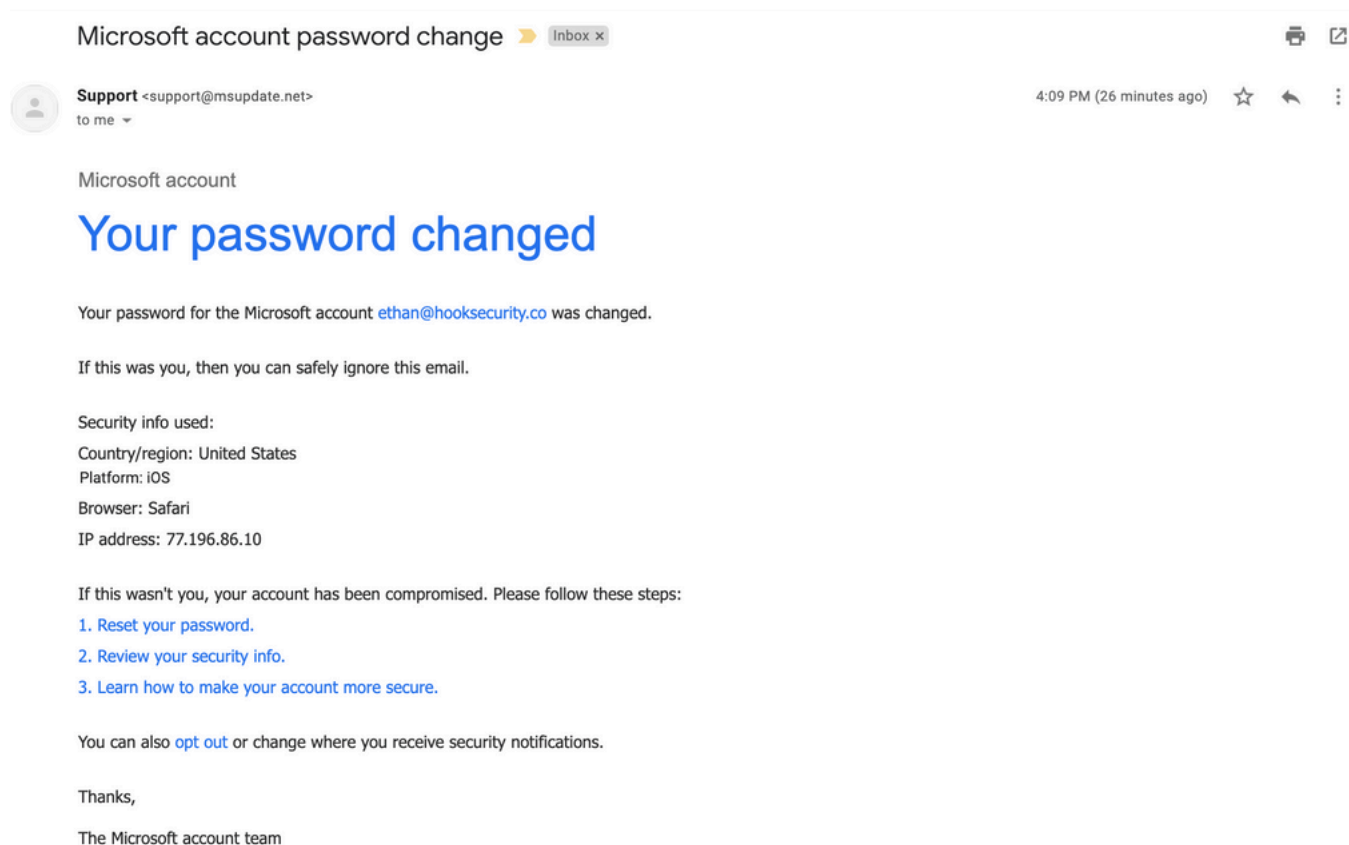 Microsoft account password change Inbox x
Support <support@msupdate.net> 4:09 PM (26 minutes ago)
to me
Microsoft account
Your password changed
Your password for the Microsoft account ethan@hooksecurity.co was changed.
If this was you, then you can safely ignore this email.
Security info used:
Country/region: United States
Platform: iOS
Browser: Safari
IP address: 77.196.86.10
If this wasn't you, your account has been compromised. Please follow these steps:
1. Reset your password.
2. Review your security info.
3. Learn how to make your account more secure.
You can also opt out or change where you receive security notifications.
Thanks,
The Microsoft account team